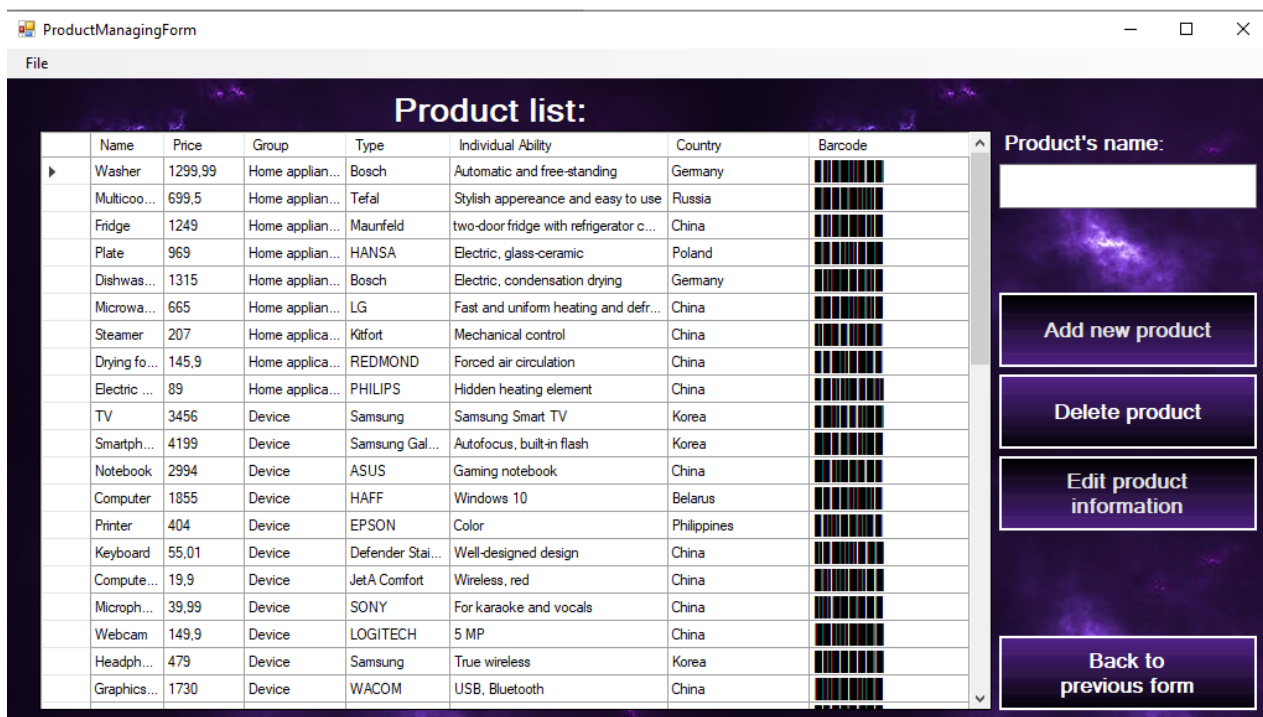 ProductManagingForm
File
Product list:
Name Price Group Type Individual Ability Country Barcode
Washer 1299,99 Home applian... Bosch Automatic and free-standing Germany
Multicoo... 699,5 Home applian... Tefal Stylish appereance and easy to use Russia
Fridge 1249 Home applian... Maunfeld two-door fridge with refrigerator c... China
Plate 969 Home applian... HANSA Electric, glass-ceramic Poland
Dishwas... 1315 Home applian... Bosch Electric, condensation drying Germany
Microwa... 665 Home applian... LG Fast and uniform heating and defr... China
Steamer 207 Home applica... Kitfort Mechanical control China
Drying fo... 145,9 Home applica... REDMOND Forced air circulation China
Electric ... 89 Home applica... PHILIPS Hidden heating element China
TV 3456 Device Samsung Samsung Smart TV Korea
Smartph... 4199 Device Samsung Gal... Autofocus, built-in flash Korea
Notebook 2994 Device ASUS Gaming notebook China
Computer 1855 Device HAFF Windows 10 Belarus
Printer 404 Device EPSON Color Philippines
Keyboard 55,01 Device Defender Stai... Well-designed design China
Compute... 19,9 Device JetA Comfort Wireless, red China
Microph... 39,99 Device SONY For karaoke and vocals China
Webcam 149,9 Device LOGITECH 5 MP China
Headph... 479 Device Samsung True wireless Korea
Graphics... 1730 Device WACOM USB, Bluetooth China
Product's name:
Add new product
Delete product
Edit product
information
Back to
previous form